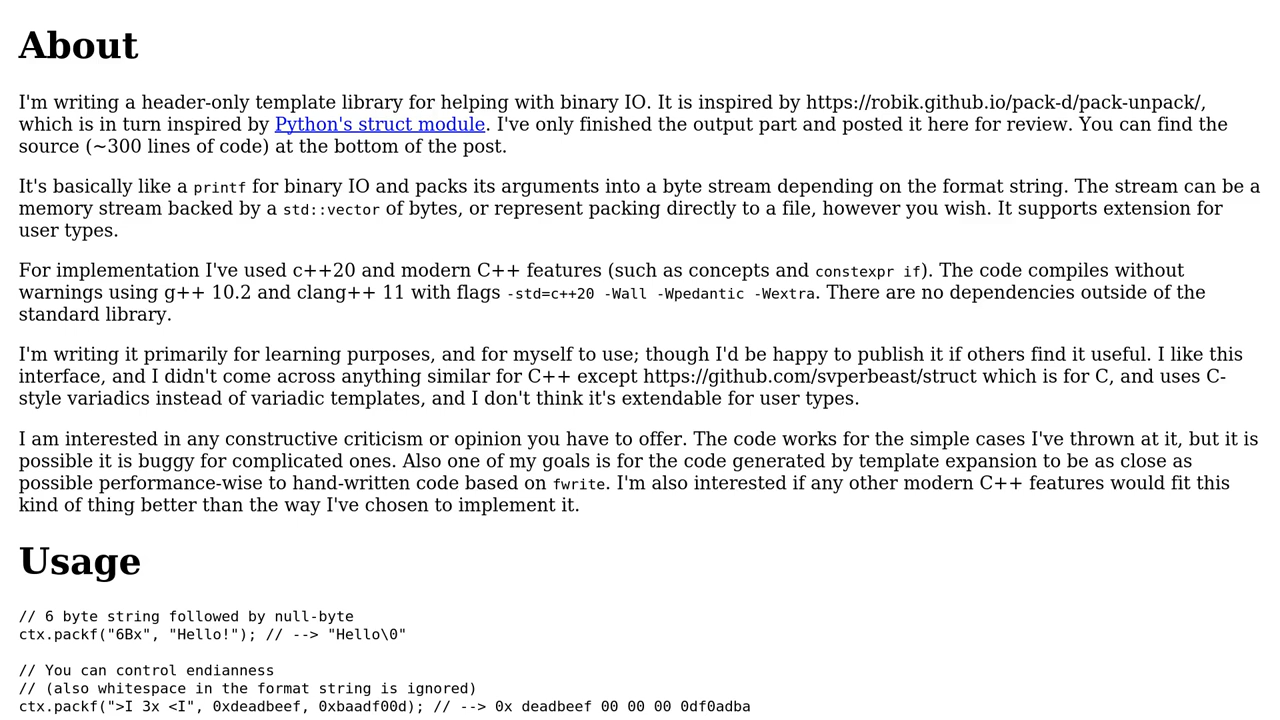 About
I'm writing a header-only template library for helping with binary IO. It is inspired by https://robik.github.io/pack-d/pack-unpack/,
which is in turn inspired by Python's struct module. I've only finished the output part and posted it here for review. You can find the
source (~300 lines of code) at the bottom of the post.
It's basically like a printf for binary IO and packs its arguments into a byte stream depending on the format string. The stream can be a
memory stream backed by a std::vector of bytes, or represent packing directly to a file, however you wish. It supports extension for
user types.
For implementation I've used c++20 and modern C++ features (such as concepts and constexpr if). The code compiles without
warnings using g++ 10.2 and clang++ 11 with flags -std=c++20 -Wall -Wpedantic -Wextra. There are no dependencies outside of the
standard library.
I'm writing it primarily for learning purposes, and for myself to use; though I'd be happy to publish it if others find it useful. I like this
interface, and I didn't come across anything similar for C++ except https://github.com/svperbeast/struct which is for C, and uses C-
style variadics instead of variadic templates, and I don't think it's extendable for user types.
I am interested in any constructive criticism or opinion you have to offer. The code works for the simple cases I've thrown at it, but it is
possible it is buggy for complicated ones. Also one of my goals is for the code generated by template expansion to be as close as
possible performance-wise to hand-written code based on fwrite. I'm also interested if any other modern C++ features would fit this
kind of thing better than the way I've chosen to implement it.
Usage
// 6 byte string followed by null-byte
ctx.packf("6Bx", "Hello!"); // --> "Hello\0"
// You can control endianness
// (also whitespace in the format string is ignored)
ctx.packf(">I 3x <I", 0xdeadbeef, 0xbaadf00d); // --> 0x deadbeef 00 00 00 0df0adba